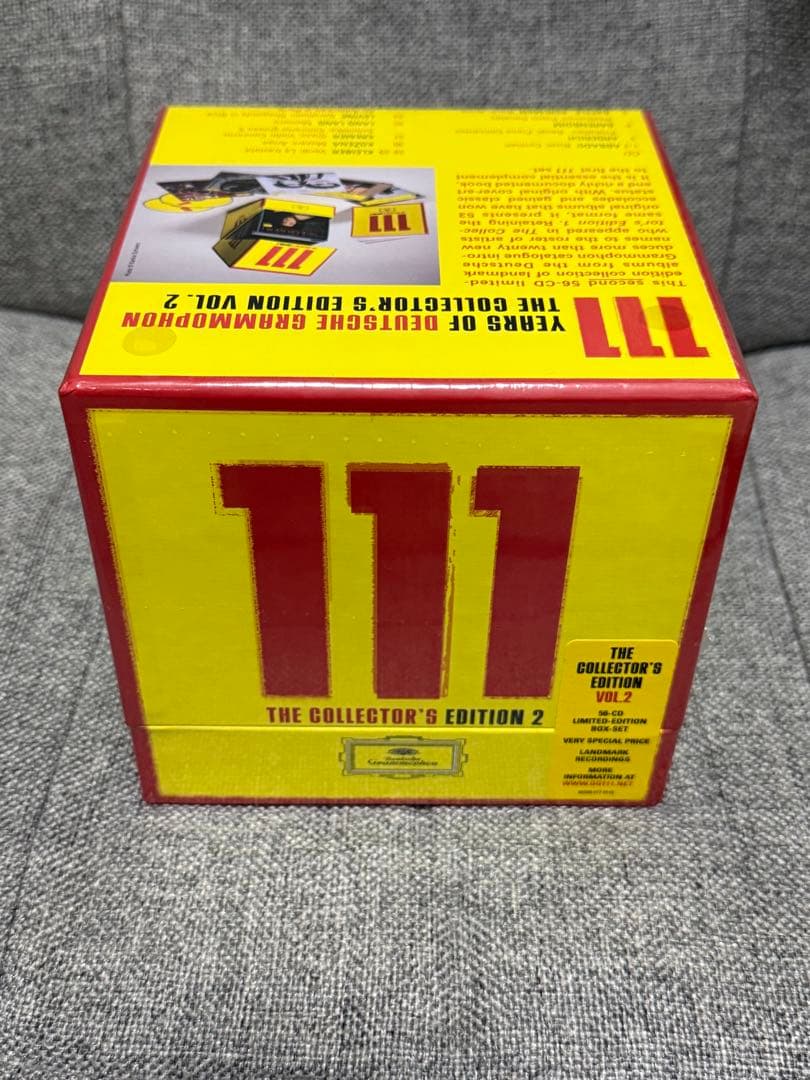 111
YEARS OF DEUTSCHE GRAMMOPHON
THE COLLECTOR'S EDITION VOL. 2
This second 56-CD limited-
edition collection of landmark
albums from the Deutsche
Grammophon catalogue intro-
duces more than twenty new
names to the roster of artists
who appeared in The Collec-
tor's Edition 1. Retaining the
same format, it presents 53
original albums that have won
accolades and gained classic
status. With original cover art
and a richly documented book,
it is the essential complement
to the first 111 set.
CD
111
111
111
THE COLLECTOR'S EDITION 2
Deutsche
Grammophon
THE
COLLECTOR'S
EDITION
VOL.2
56-CD
LIMITED-EDITION
BOX-SET
VERY SPECIAL PRICE
LANDMARK
RECORDINGS
MORE
INFORMATION AT
WWW.DG111.NET